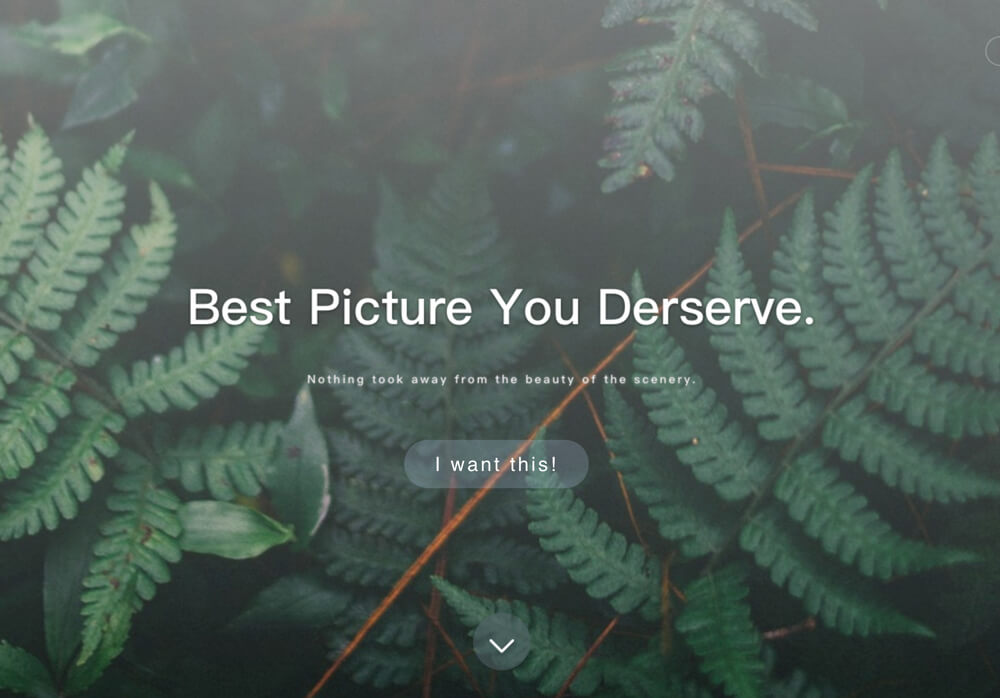 Best Picture You Derserve.
Nothing took away from the beauty of the scenery.
I want this!